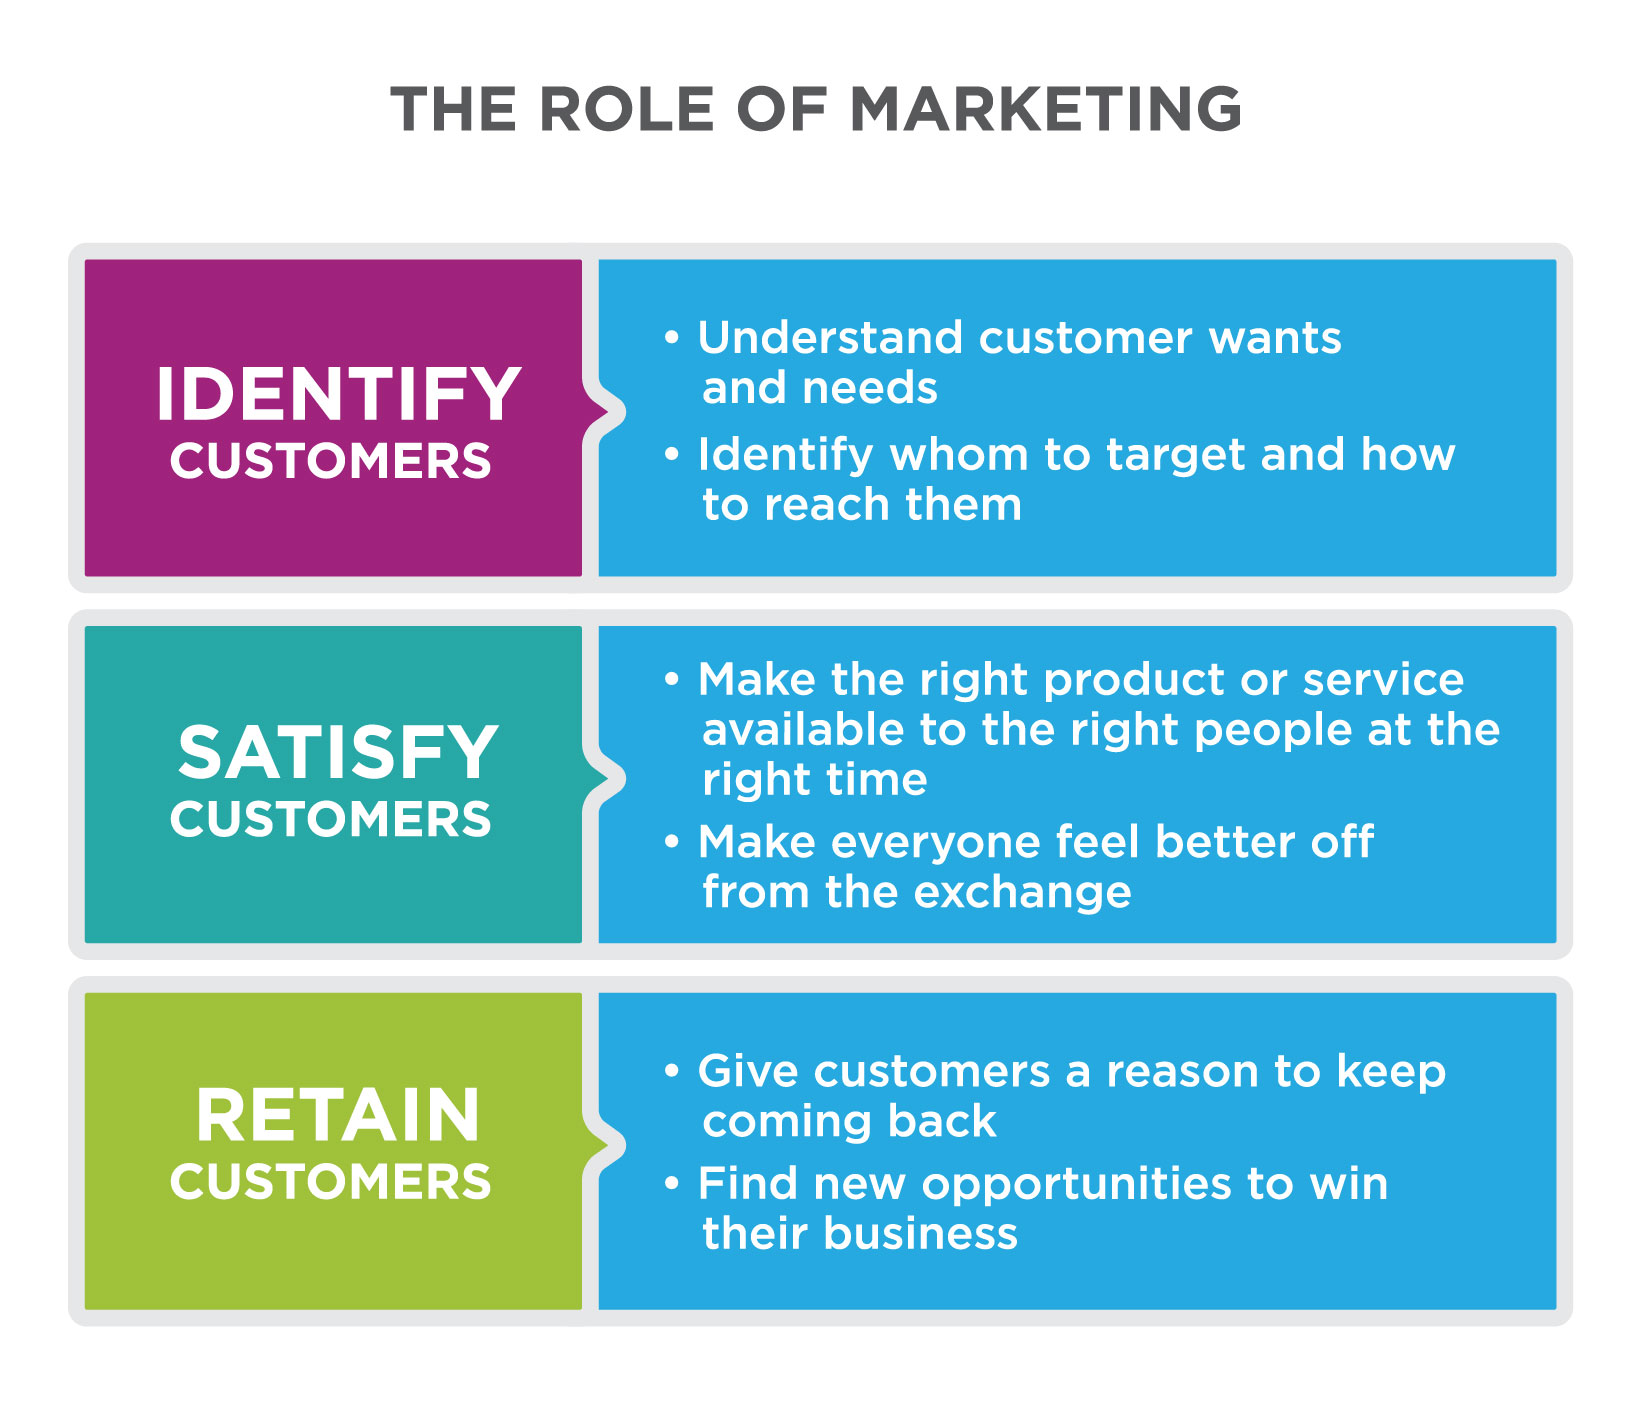 THE ROLE OF MARKETING
IDENTIFY
CUSTOMERS
• Understand customer wants
and needs
• Identify whom to target and how
to reach them
SATISFY
CUSTOMERS
• Make the right product or service
available to the right people at the
right time
• Make everyone feel better off
from the exchange
RETAIN
CUSTOMERS
• Give customers a reason to keep
coming back
• Find new opportunities to win
their business